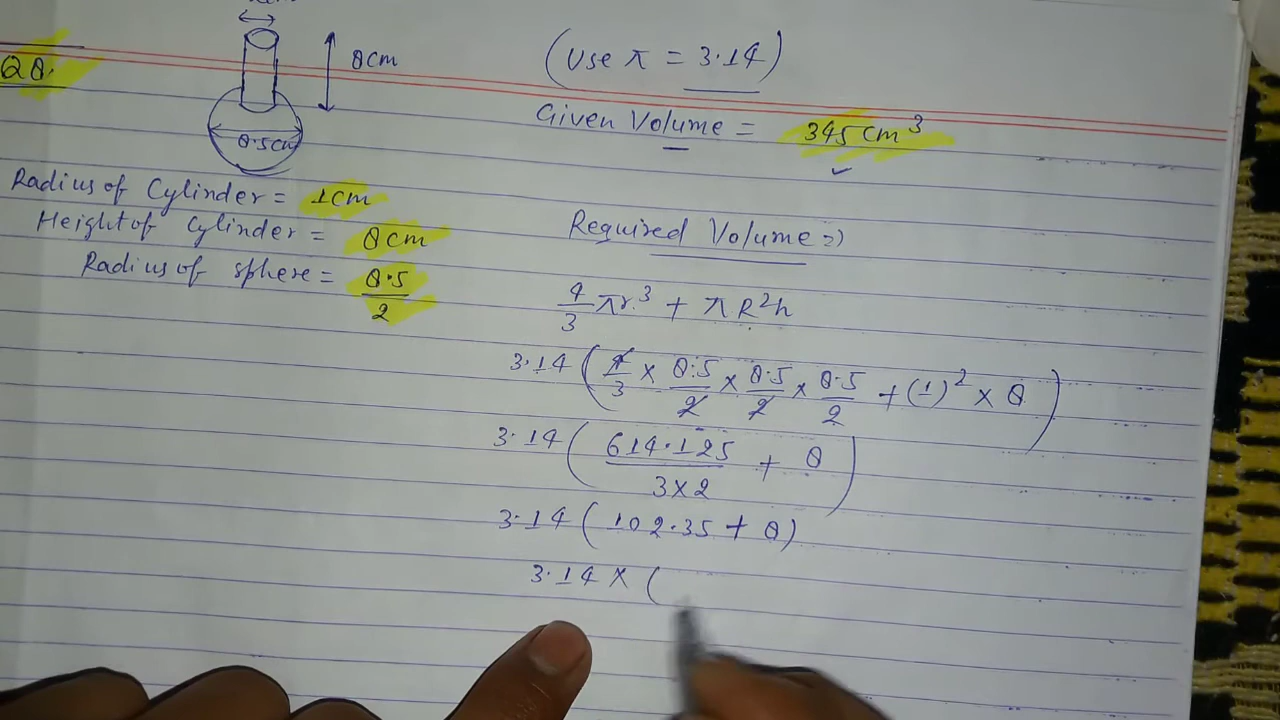 Q8.
8cm
8.5cm
Radius of Cylinder = 1cm
Height of Cylinder = 8cm
Radius of sphere = 8.5/2
(Use π = 3.14)
Given Volume = 345 cm³
Required Volume ⇒
4/3 πr³ + πR²h
3.14 (4/3 × 8.5/2 × 8.5/2 × 8.5/2 + (1)² × 8)
3.14 (614.125/3×2 + 8)
3.14 (102.35 + 8)
3.14 × (